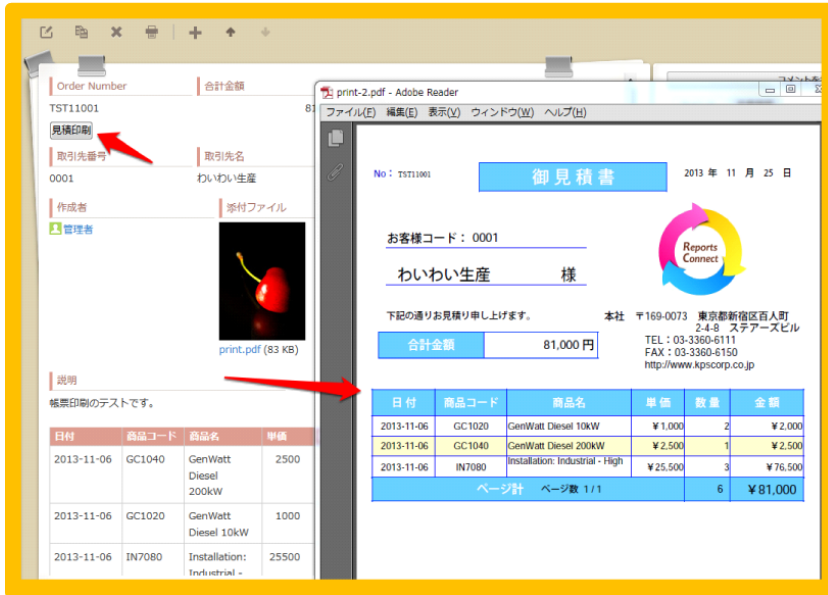 Order Number
合計金額
TST11001
81
見積印刷
取引先番号
取引先名
0001
わいわい生産
作成者
添付ファイル
管理者
print.pdf (83 KB)
説明
帳票印刷のテストです。
日付 商品コード 商品名 単価
2013-11-06 GC1040 GenWatt Diesel 200kW 2500
2013-11-06 GC1020 GenWatt Diesel 10kW 1000
2013-11-06 IN7080 Installation: Industrial - 25500
print-2.pdf - Adobe Reader
ファイル(F) 編集(E) 表示(V) ウィンドウ(W) ヘルプ(H)
No： TST11001
御見積書
2013 年 11 月 25 日
お客様コード： 0001
わいわい生産 様
Reports
Connect
下記の通りお見積り申し上げます。
本社 〒169-0073 東京都新宿区百人町
2-4-8 ステアーズビル
TEL：03-3360-6111
FAX：03-3360-6150
http://www.kpscorp.co.jp
合計金額 81,000 円
日付 商品コード 商品名 単価 数量 金額
2013-11-06 GC1020 GenWatt Diesel 10kW ¥1,000 2 ¥2,000
2013-11-06 GC1040 GenWatt Diesel 200kW ¥2,500 1 ¥2,500
2013-11-06 IN7080 Installation: Industrial - High ¥25,500 3 ¥76,500
ページ計 ページ数 1/1 6 ¥81,000